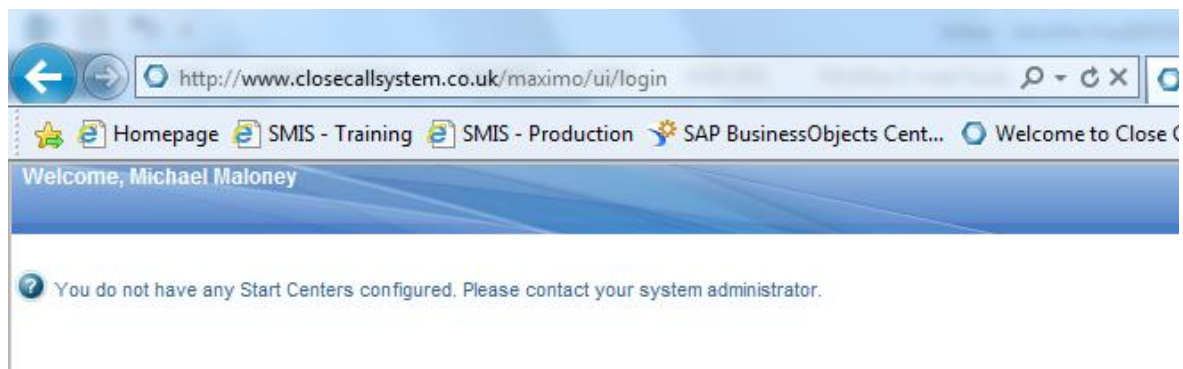 http://www.closecallsystem.co.uk/maximo/ui/login
Homepage SMIS - Training SMIS - Production SAP BusinessObjects Cent... Welcome to Close
Welcome, Michael Maloney
You do not have any Start Centers configured. Please contact your system administrator.